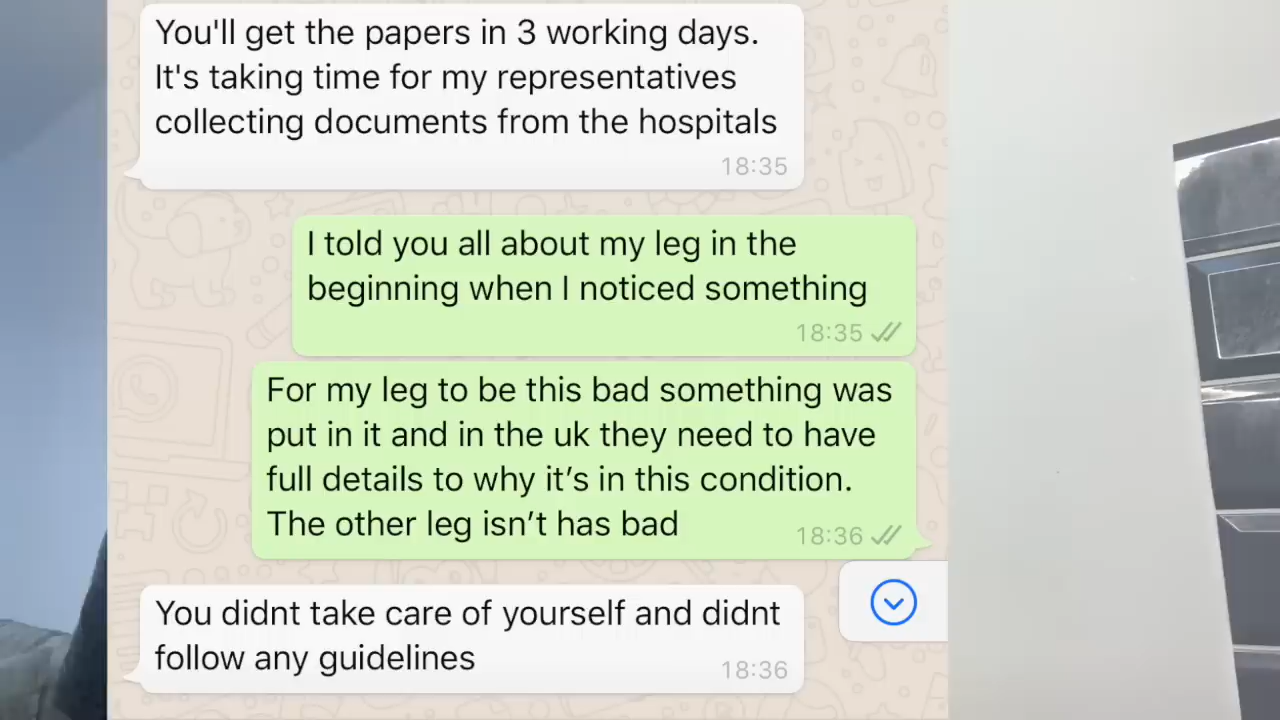 You'll get the papers in 3 working days.
It's taking time for my representatives
collecting documents from the hospitals
18:35
I told you all about my leg in the
beginning when I noticed something
18:35
For my leg to be this bad something was
put in it and in the uk they need to have
full details to why it’s in this condition.
The other leg isn’t has bad
18:36
You didnt take care of yourself and didnt
follow any guidelines
18:36